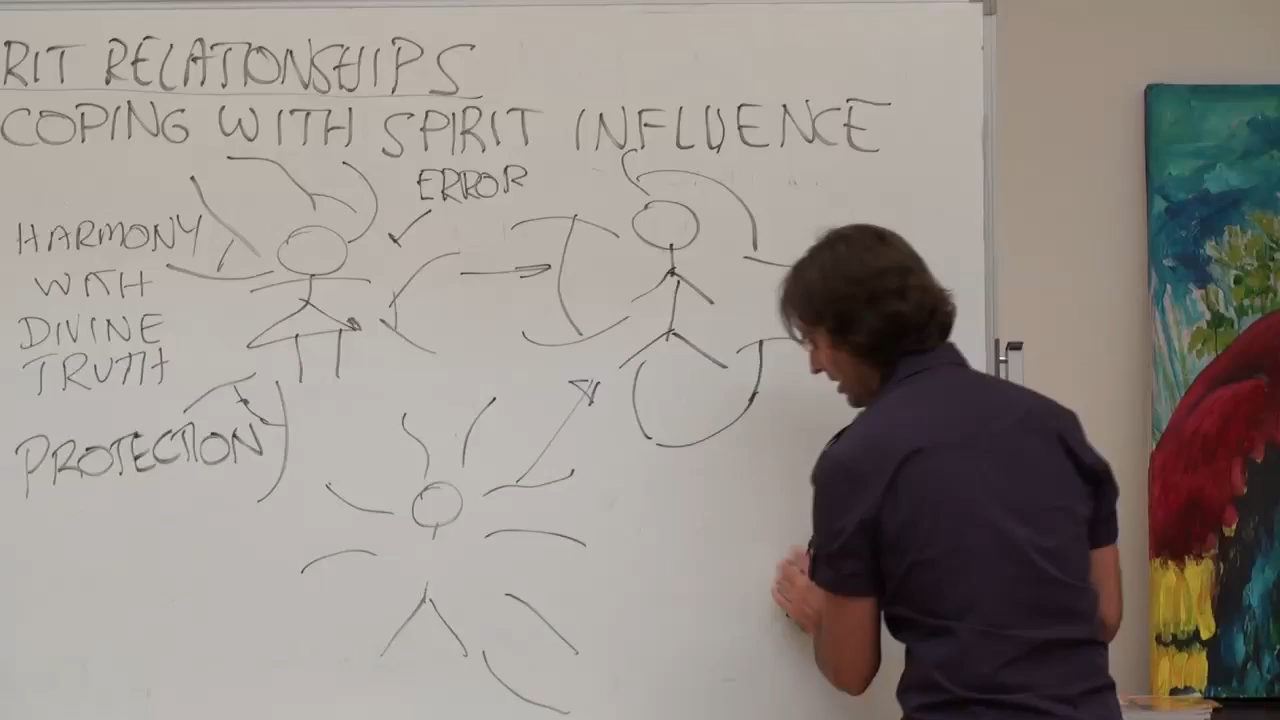 RIT RELATIONSHIPS
COPING WITH SPIRIT INFLUENCE
ERROR
HARMONY
WITH
DIVINE
TRUTH
PROTECTION